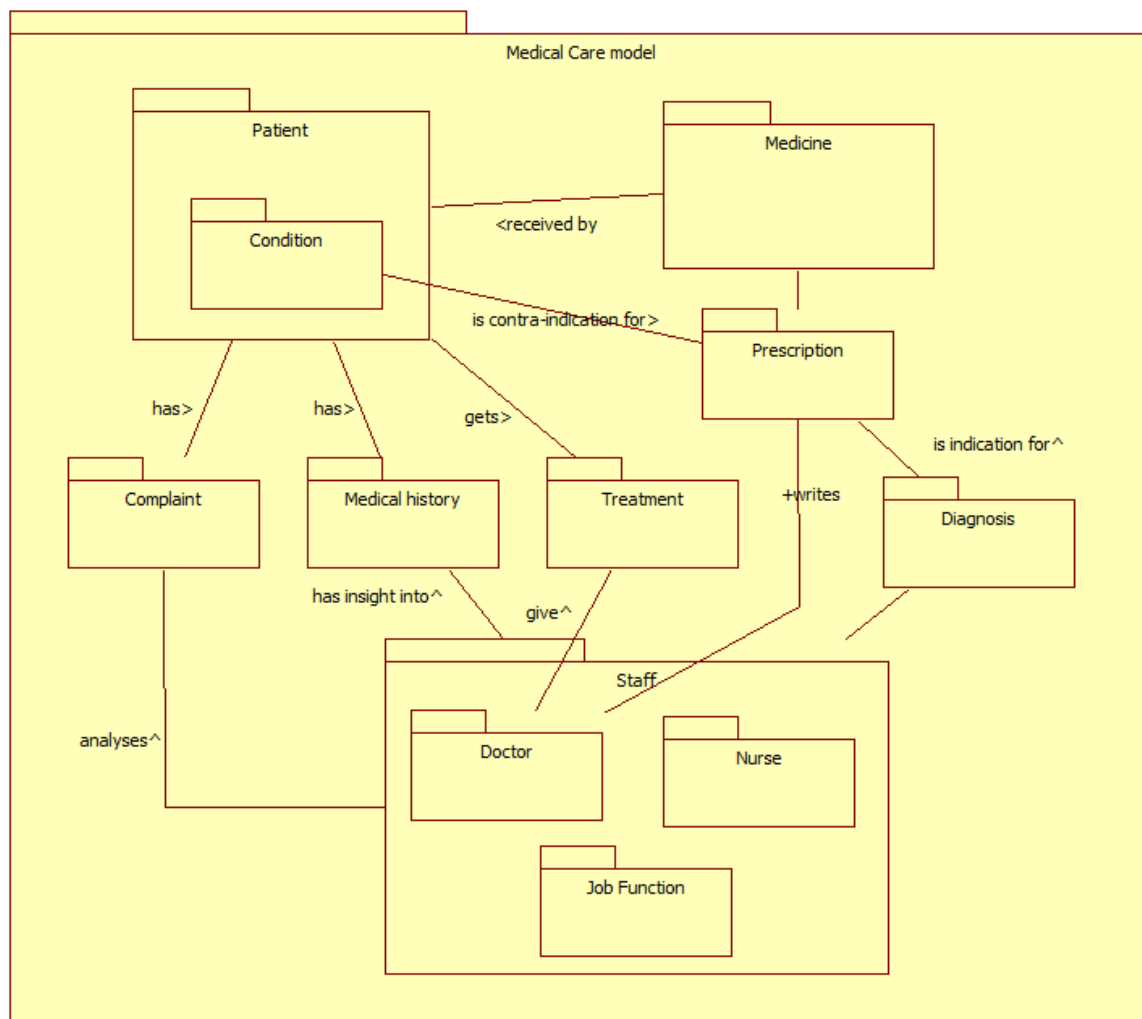 Medical Care model
Patient
Medicine
<received by
Condition
is contra-indication for>
Prescription
has>
has>
gets>
is indication for^
Complaint
Medical history
Treatment
+writes
Diagnosis
has insight into^
give^
Staff
analyses^
Doctor
Nurse
Job Function